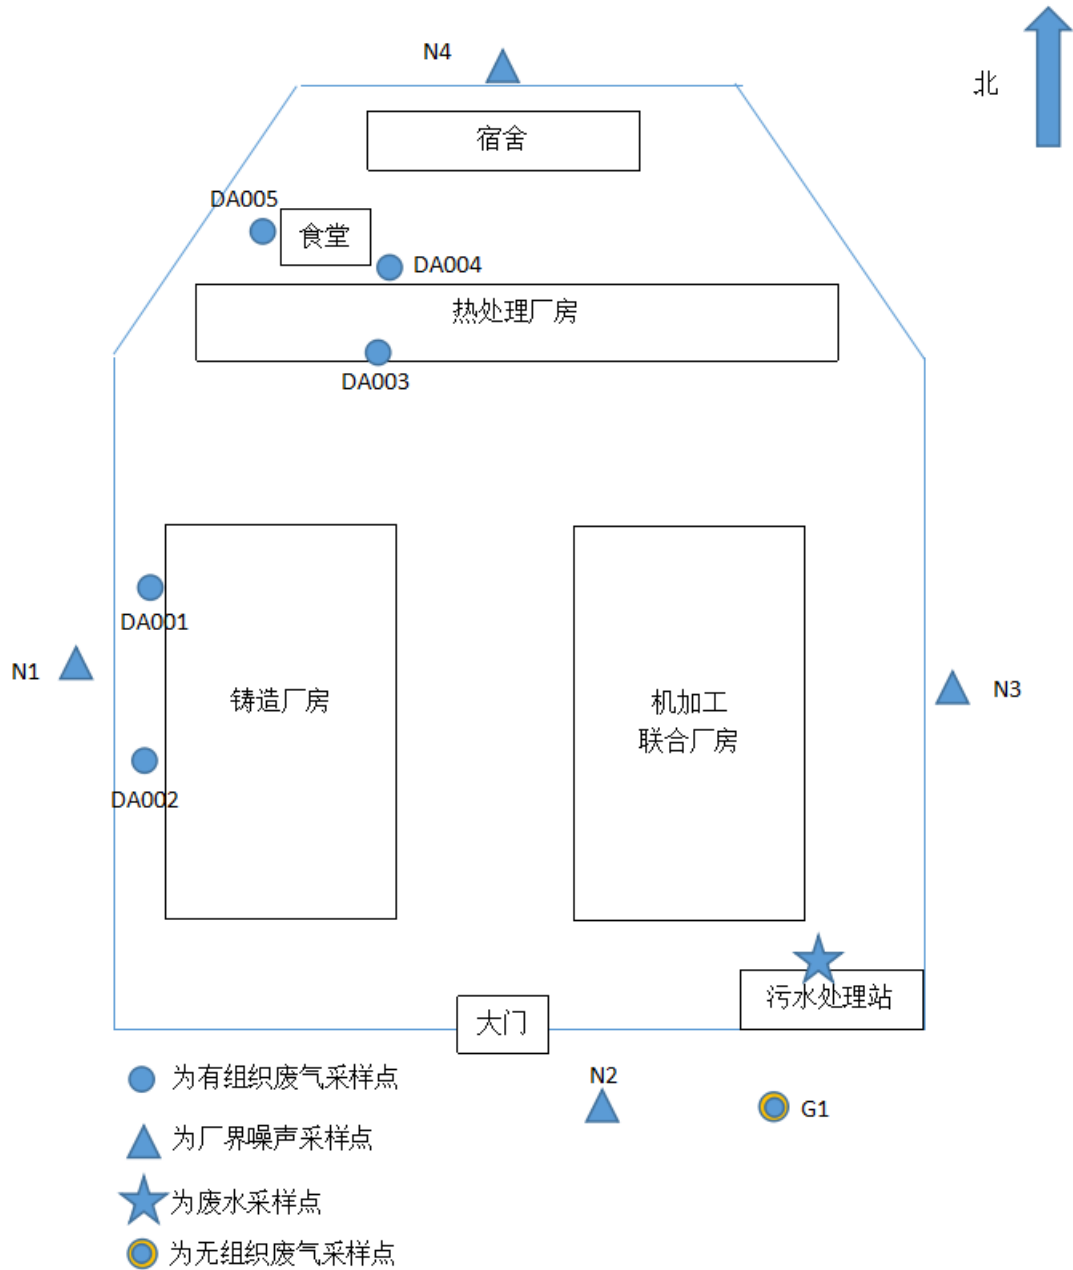 N4
北
宿舍
DA005
食堂
DA004
热处理厂房
DA003
DA001
N1
铸造厂房
机加工
联合厂房
N3
DA002
污水处理站
大门
为有组织废气采样点
N2
G1
为厂界噪声采样点
为废水采样点
为无组织废气采样点